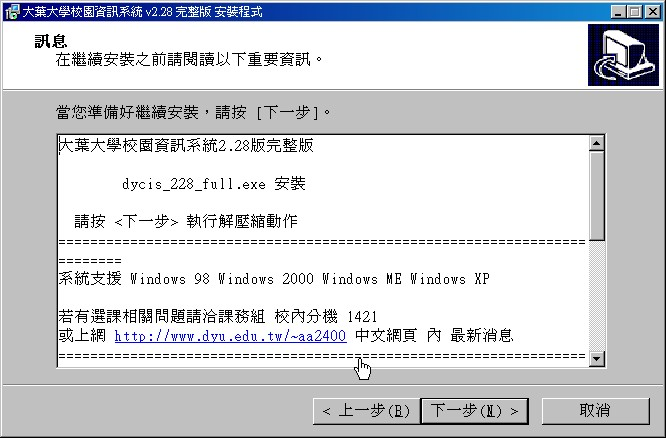 大葉大學校園資訊系統 v2.28 完整版 安裝程式
訊息
在繼續安裝之前請閱讀以下重要資訊。
當您準備好繼續安裝，請按 [下一步]。
大葉大學校園資訊系統2.28版完整版
dycis_228_full.exe 安裝
請按 <下一步> 執行解壓縮動作
==================================================================
========
系統支援 Windows 98 Windows 2000 Windows ME Windows XP
若有選課相關問題請洽課務組 校內分機 1421
或上網 http://www.dyu.edu.tw/~aa2400 中文網頁 內 最新消息
==================================================================
< 上一步(B)
下一步(N) >
取消